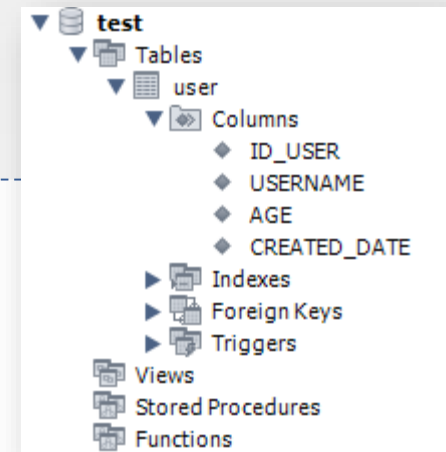 test
Tables
user
Columns
ID_USER
USERNAME
AGE
CREATED_DATE
Indexes
Foreign Keys
Triggers
Views
Stored Procedures
Functions